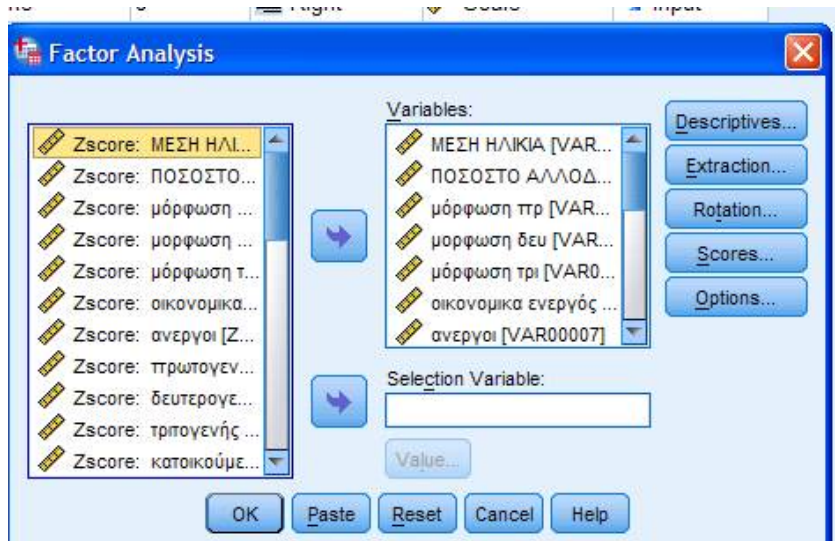 Right
Scale
Input
Factor Analysis
Zscore: ΜΕΣΗ ΗΛΙ...
Zscore: ΠΟΣΟΣΤΟ...
Zscore: μόρφωση ...
Zscore: μορφωση ...
Zscore: μόρφωση τ...
Zscore: οικονομικα...
Zscore: ανεργοι [Z...
Zscore: πρωτογεν...
Zscore: δευτερογε...
Zscore: τριτογενής ...
Zscore: κατοικούμε...
Variables:
ΜΕΣΗ ΗΛΙΚΙΑ [VAR...
ΠΟΣΟΣΤΟ ΑΛΛΟΔ...
μόρφωση πρ [VAR...
μορφωση δευ [VAR...
μόρφωση τρι [VAR0...
οικονομικα ενεργός ...
ανεργοι [VAR00007]
Selection Variable:
Value...
Descriptives...
Extraction...
Rotation...
Scores...
Options...
OK
Paste
Reset
Cancel
Help